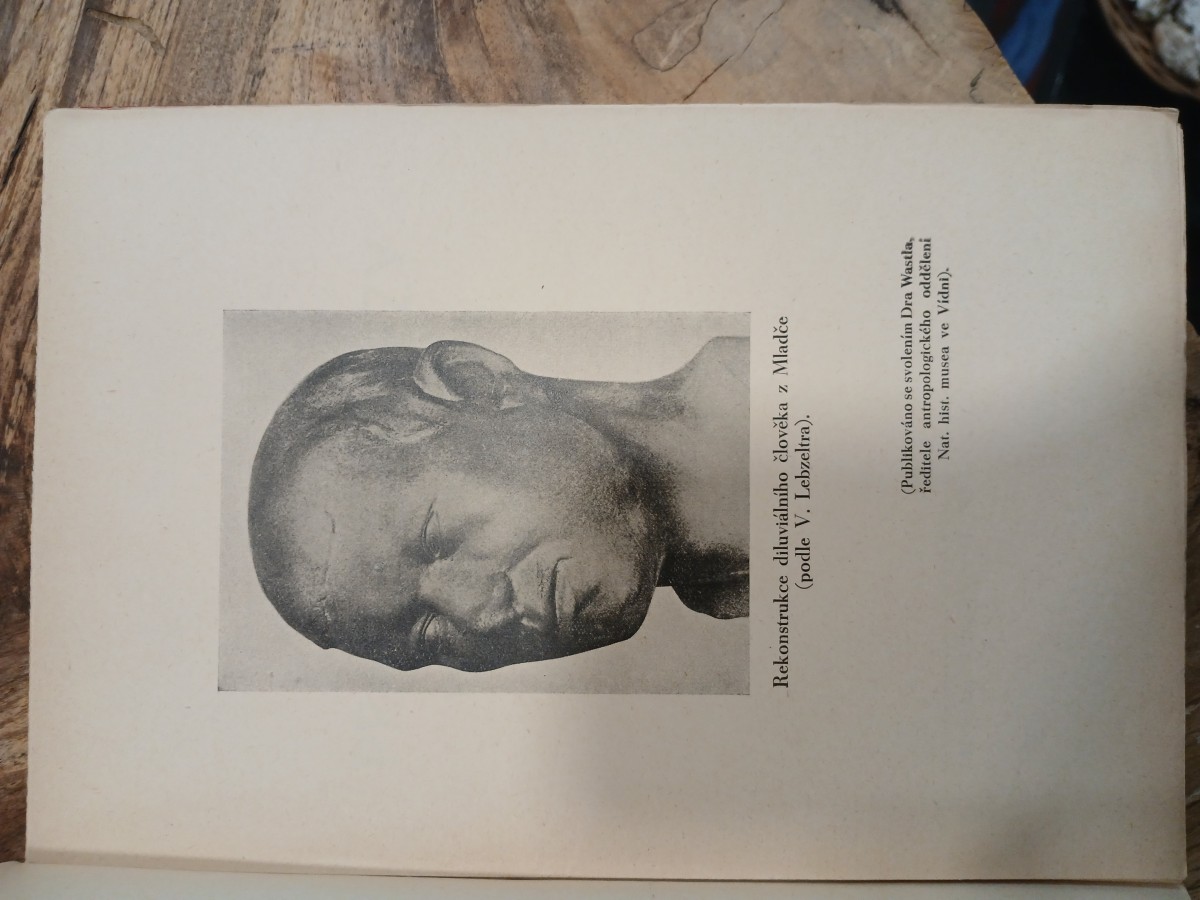 Rekonstrukce diluviálního člověka z Mladče
(podle V. Lebzeltra).
(Publikováno se svolením Dra Wastla,
ředitele antropologického oddělení
Nat. hist. musea ve Vídni).